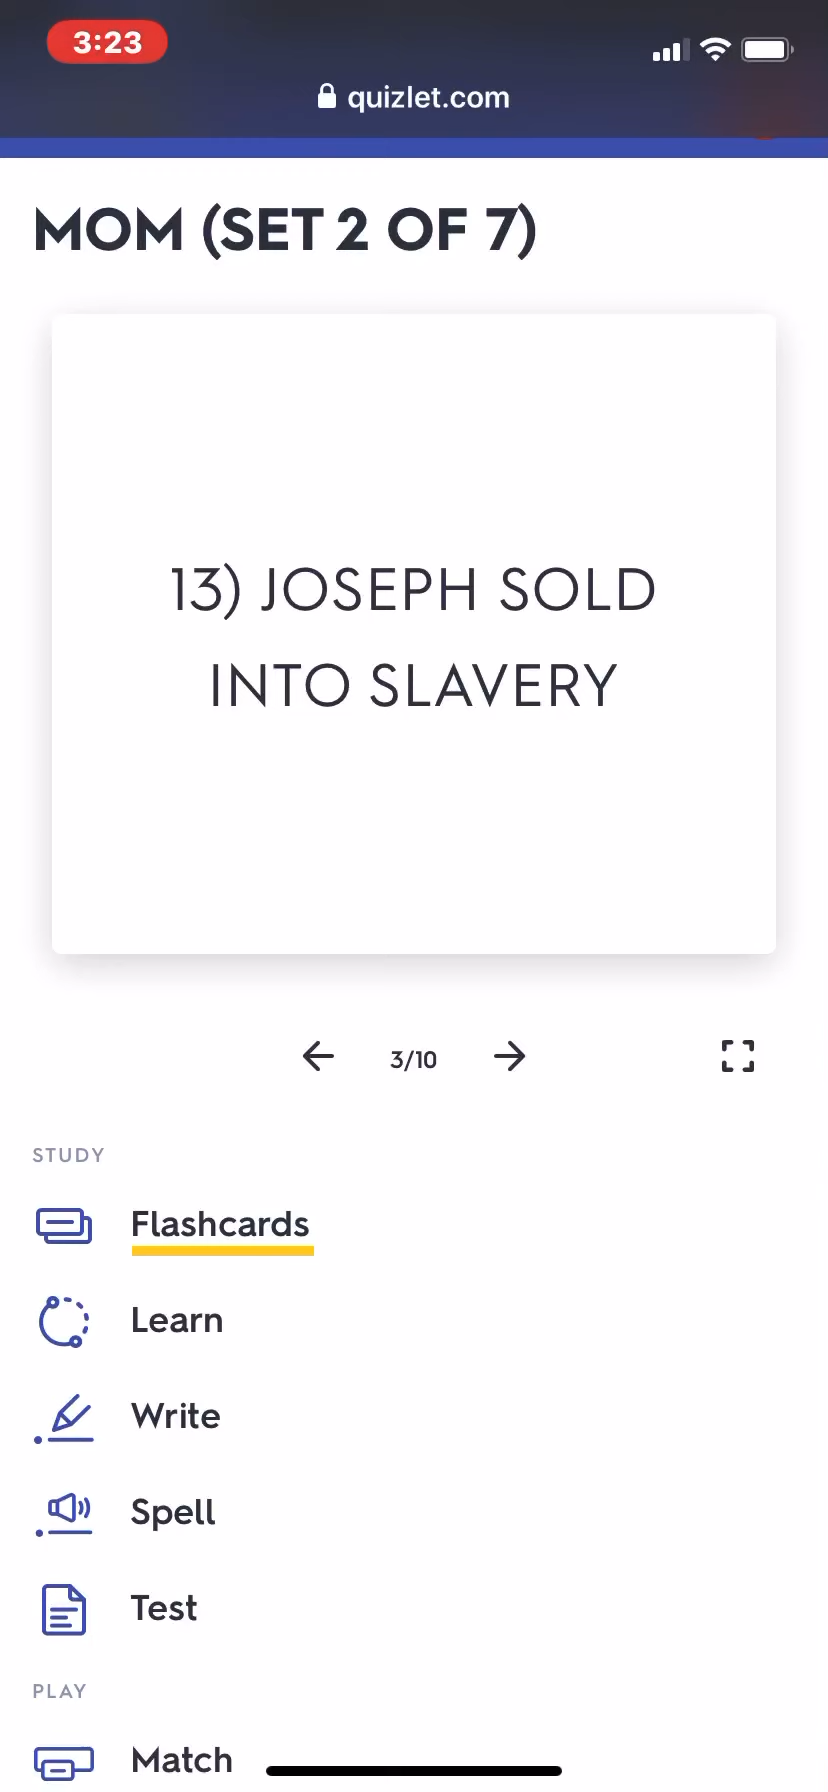 3:23
quizlet.com
MOM (SET 2 OF 7)
13) JOSEPH SOLD
INTO SLAVERY
3/10
STUDY
Flashcards
Learn
Write
Spell
Test
PLAY
Match